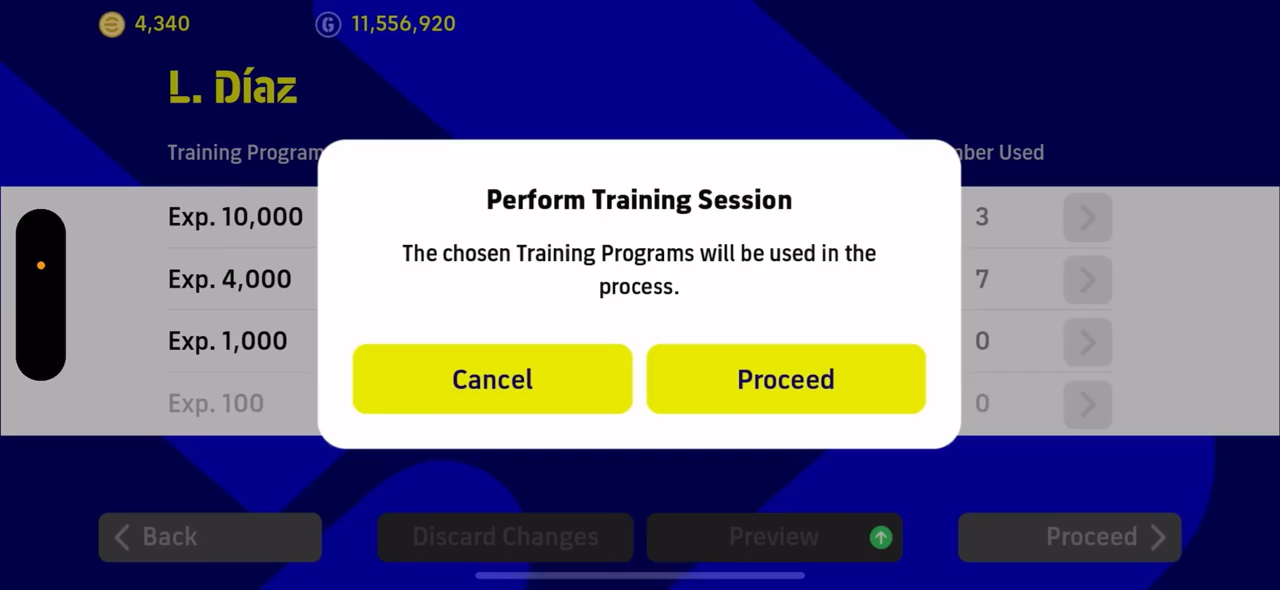 4,340
11,556,920
L. Díaz
Training Program
mber Used
Perform Training Session
The chosen Training Programs will be used in the
process.
Exp. 10,000
3
Exp. 4,000
7
Exp. 1,000
0
Exp. 100
0
Cancel
Proceed
Back
Discard Changes
Preview
Proceed